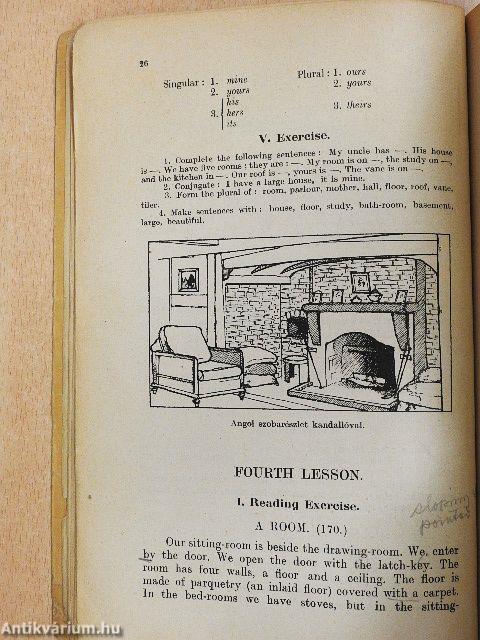 26
Singular : 1. mine Plural : 1. ours
2. yours 2. yours
his
3. hers 3. theirs
its
V. Exercise.
1. Complete the following sentences : My uncle has —. His house
is —. We have five rooms ; they are : —. My room is on —, the study on —,
and the kitchen in —. Our roof is —, yours is —. The vane is on —.
2. Conjugate : I have a large house, it is mine.
3. Form the plural of : room, parlour, mother, hall, floor, roof, vane,
tiler.
4. Make sentences with : house, floor, study, bath-room, basement,
large, beautiful.
Angol szobarészlet kandallóval.
FOURTH LESSON.
I. Reading Exercise.
A ROOM. (170.)
Our sitting-room is beside the drawing-room. We enter
by the door. We open the door with the latch-key. The
room has four walls, a floor and a ceiling. The floor is
made of parquetry (an inlaid floor) covered with a carpet.
In the bed-rooms we have stoves, but in the sitting-
Antikvárium.hu